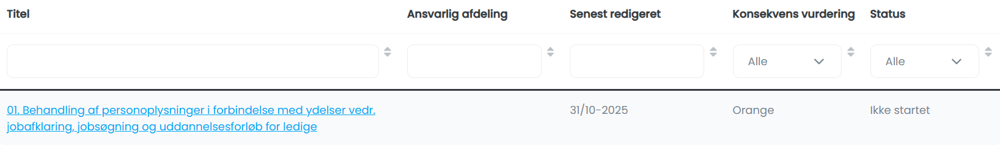 Titel Ansvarlig afdeling Senest redigeret Konsekvens vurdering Status
Alle Alle
01. Behandling af personoplysninger i forbindelse med ydelser vedr. 31/10-2025 Orange Ikke startet
jobafklaring, jobsøgning og uddannelsesforløb for ledige